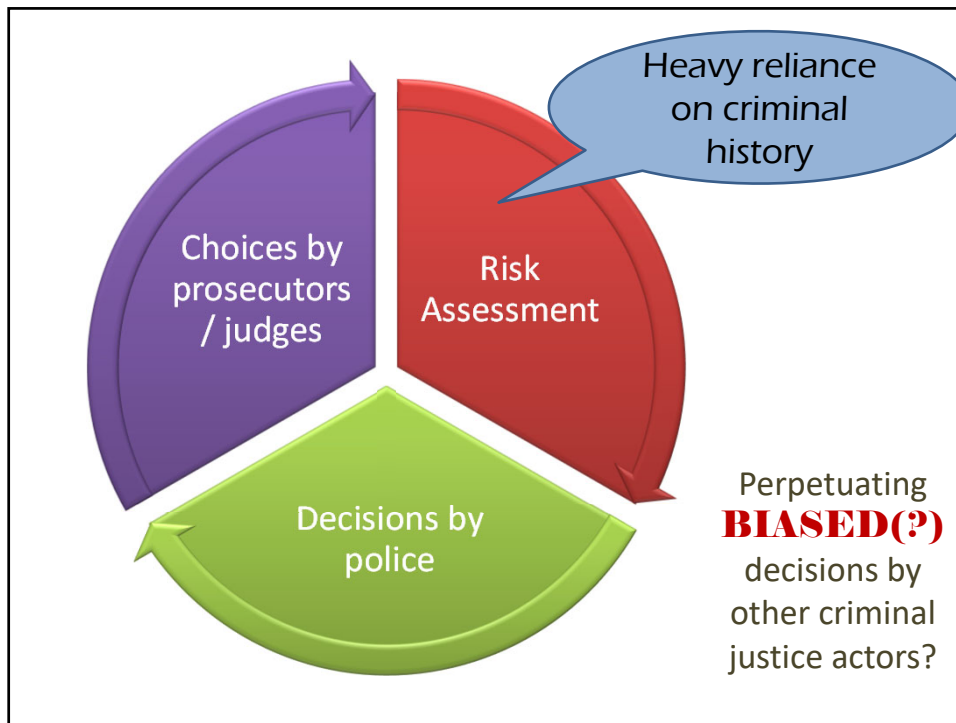 Heavy reliance
on criminal
history
Choices by
prosecutors
/ judges
Risk
Assessment
Decisions by
police
Perpetuating
BIASED(?)
decisions by
other criminal
justice actors?